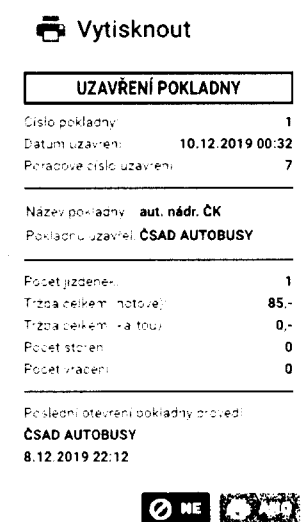 Vytisknout
UZAVŘENÍ POKLADNY
Číslo pokladny: 1
Datum uzavření: 10.12.2019 00:32
Pořadové číslo uzavření: 7
Název pokladny: aut. nádr. ČK
Pokladnu uzavřel: ČSAD AUTOBUSY
Počet jízdenek: 1
Tržba celkem (hotově): 85,-
Tržba celkem (kartou): 0,-
Počet storen: 0
Počet vrácení: 0
Poslední otevření pokladny provedl:
ČSAD AUTOBUSY
8.12.2019 22:12
NE ANO